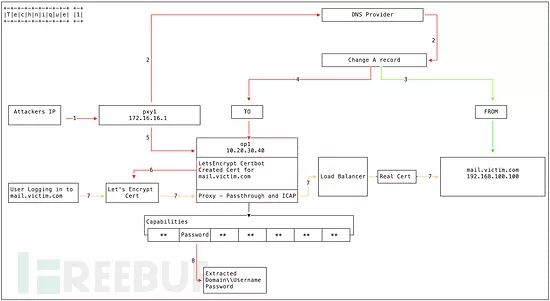 +-+-+-+-+-+-+-+-+-+ +-+
|T|e|c|h|n|i|q|u|e| |1|
+-+-+-+-+-+-+-+-+-+ +-+
DNS Provider
2
2
Change A record
4
3
Attackers IP
1
pxy1
172.16.16.1
TO
FROM
5
op1
10.20.30.40
6
LetsEncrypt Certbot
Created Cert for
mail.victim.com
User Logging in to
mail.victim.com
7
Let's Encrypt
Cert
7
Proxy - Passthrough and ICAP
7
Load Balancer
Real Cert
7
mail.victim.com
192.168.100.100
Capabilities
** Password ** ** ** ** **
8
Extracted
Domain\\Username
Password
FREEBUF